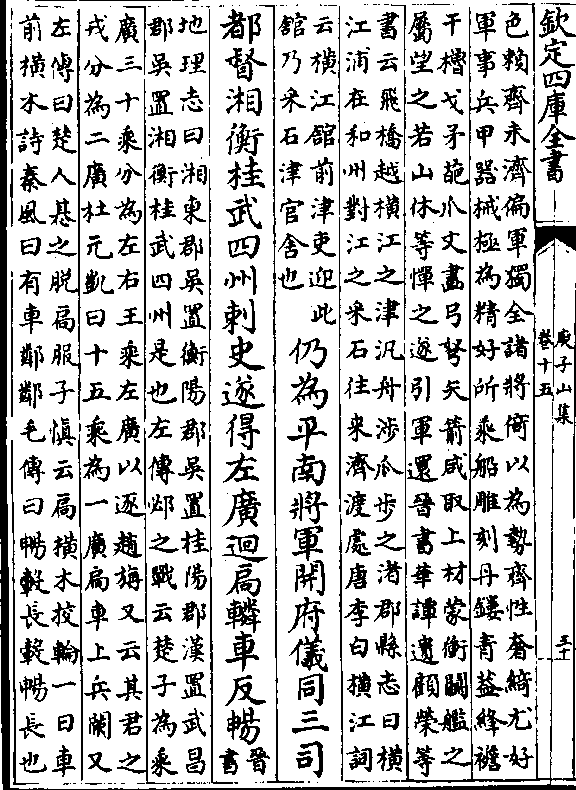 欽定四庫全書
庾子山集
卷十五
三十
色賴齊永濟偏軍獨全諸將倚以為勢齊性奢綺尤好
軍事兵甲器械極為精好所乘船雕刻丹鏤青蓋絳襜
干櫓戈矛葩爪文畫弓弩矢箭咸取上材蒙衝鬬艦之
屬望之若山休等憚之遂引軍還晉書華譚遺顧榮等
書云飛橋越橫江之津汎舟涉瓜步之渚郡縣志曰橫
江浦在和州對江之采石往來濟渡處唐李白橫江詞
云橫江舘前津吏迎此
舘乃采石津官舍也
仍為平南將軍開府儀同三司
都督湘衡桂武四州刺史遂得左廣迴扃轔車反暢
晉
書
地理志曰湘東郡吳置衡陽郡吳置桂陽郡漢置武昌
郡吳置湘衡桂武四州是也左傳邲之戰云楚子為乘
廣三十乘分為左右王乘左廣以逐趙旃又云其君之
戎分為二廣杜元凱曰十五乘為一廣扃車上兵闌又
左傳曰楚人惎之脫扃服子慎云扃橫木挍輪一曰車
前橫木詩秦風曰有車鄰鄰毛傳曰暢轂長轂暢長也